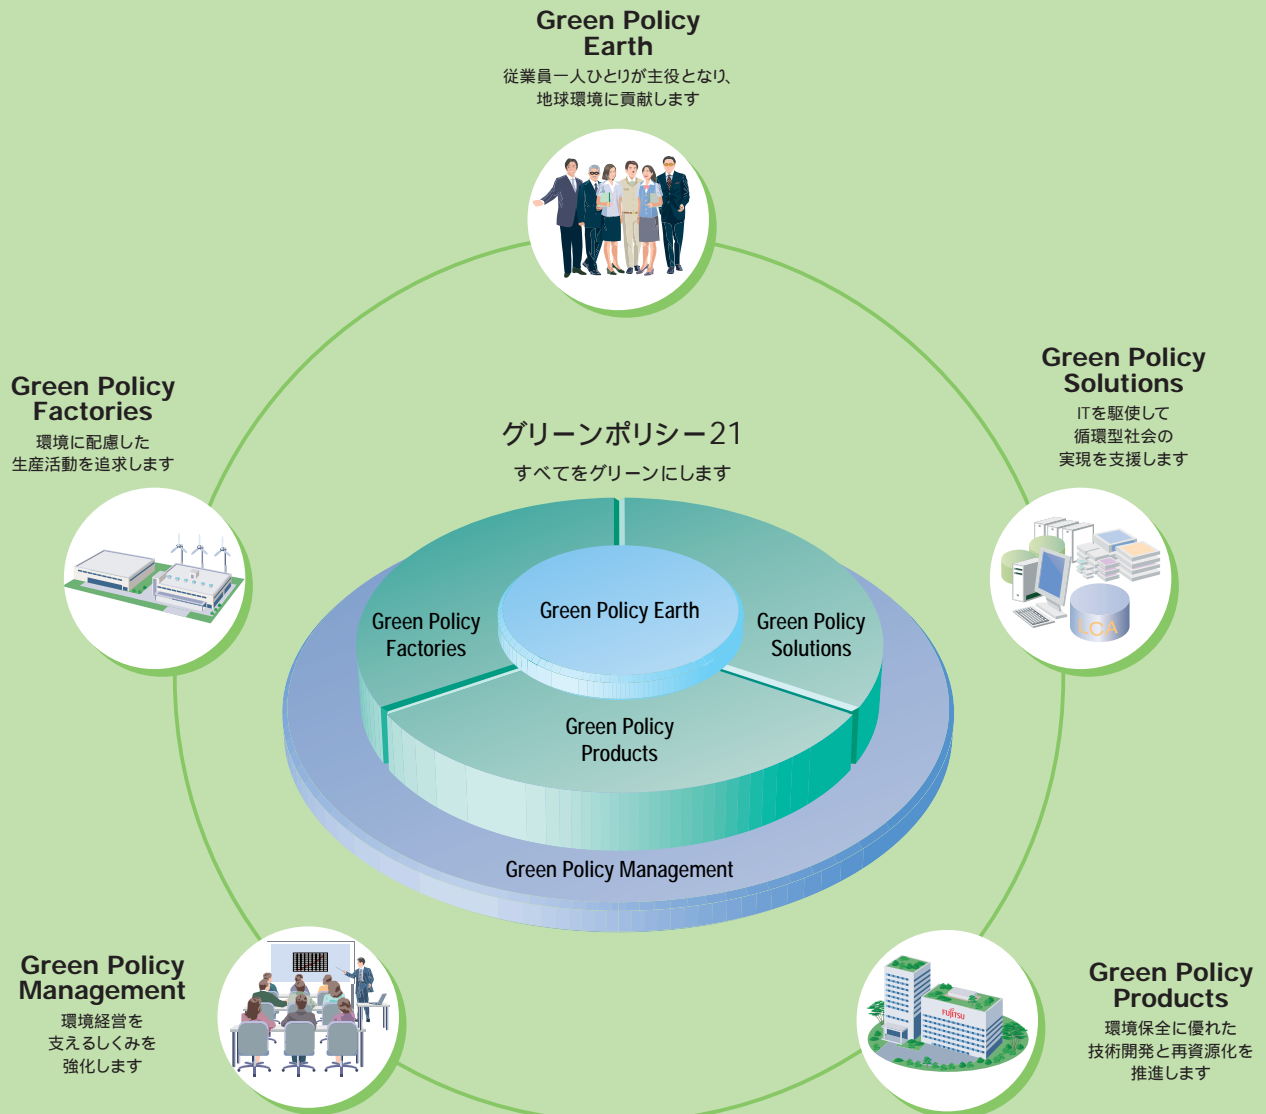 Green Policy
Earth
従業員一人ひとりが主役となり、
地球環境に貢献します
Green Policy
Factories
環境に配慮した
生産活動を追求します
Green Policy
Solutions
ITを駆使して
循環型社会の
実現を支援します
グリーンポリシー21
すべてをグリーンにします
LCA
Green Policy Earth
Green Policy
Factories
Green Policy
Solutions
Green Policy
Products
Green Policy Management
Green Policy
Management
環境経営を
支えるしくみを
強化します
FUJITSU
Green Policy
Products
環境保全に優れた
技術開発と再資源化を
推進します